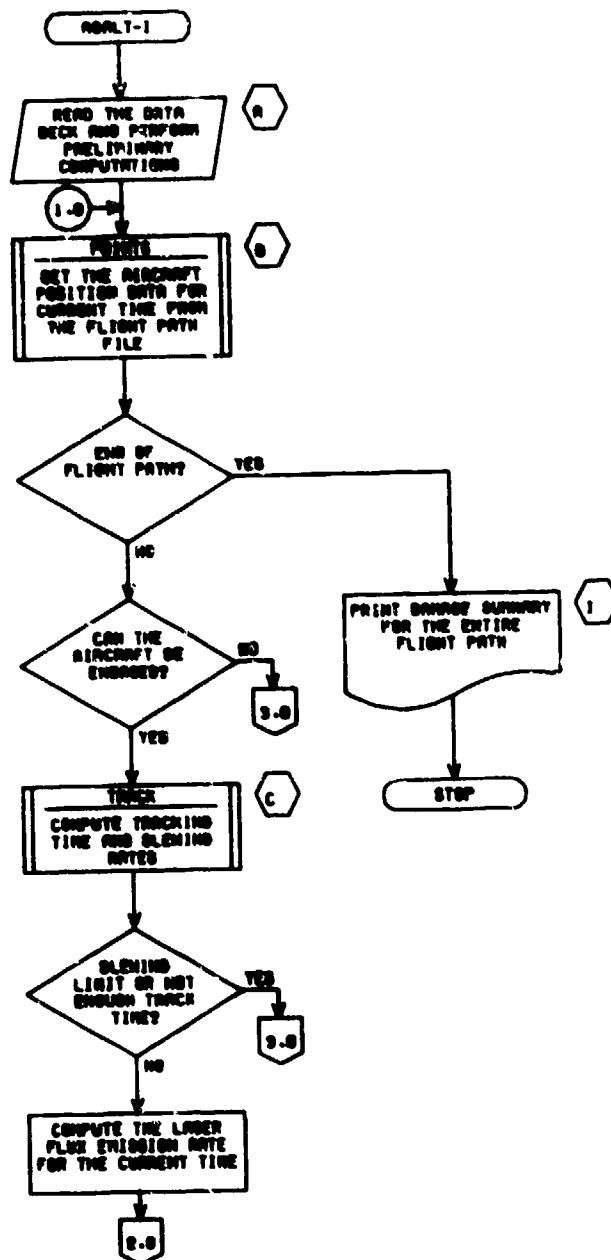 AGALT-I
READ THE DATA
DECK AND PERFORM
PRELIMINARY
COMPUTATIONS
A
1.0
POINTS
GET THE AIRCRAFT
POSITION DATA FOR
CURRENT TIME FROM
THE FLIGHT PATH
FILE
B
END OF
FLIGHT PATH?
YES
NO
PRINT DAMAGE SUMMARY
FOR THE ENTIRE
FLIGHT PATH
I
CAN THE
AIRCRAFT BE
ENGAGED?
NO
3.0
YES
STOP
TRACK
COMPUTE TRACKING
TIME AND SLEWING
RATES
C
SLEWING
LIMIT OR NOT
ENOUGH TRACK
TIME?
YES
3.0
NO
COMPUTE THE LASER
FLUX EMISSION RATE
FOR THE CURRENT TIME
2.0